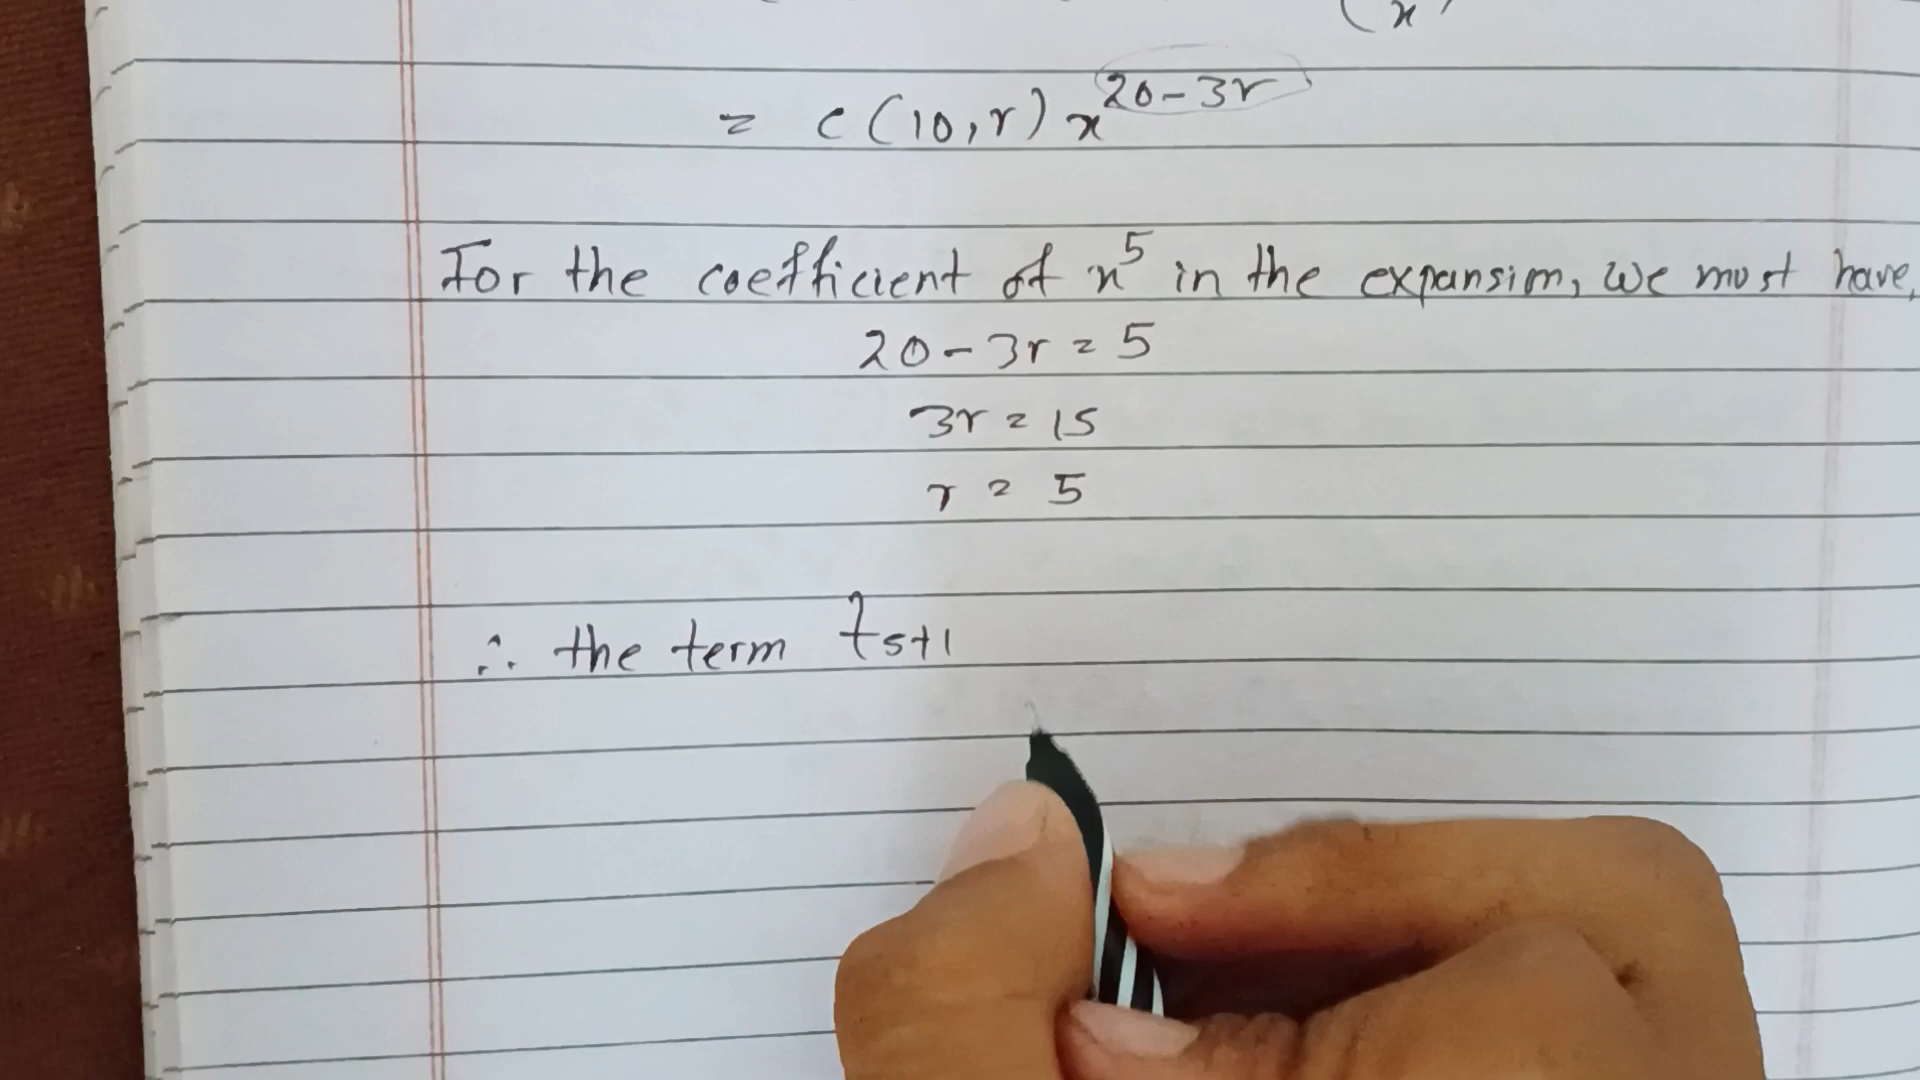 (x)
= c(10,r) x^20-3r
For the coefficient of x^5 in the expansion, we must have,
20-3r = 5
3r = 15
r = 5
∴ the term t5+1